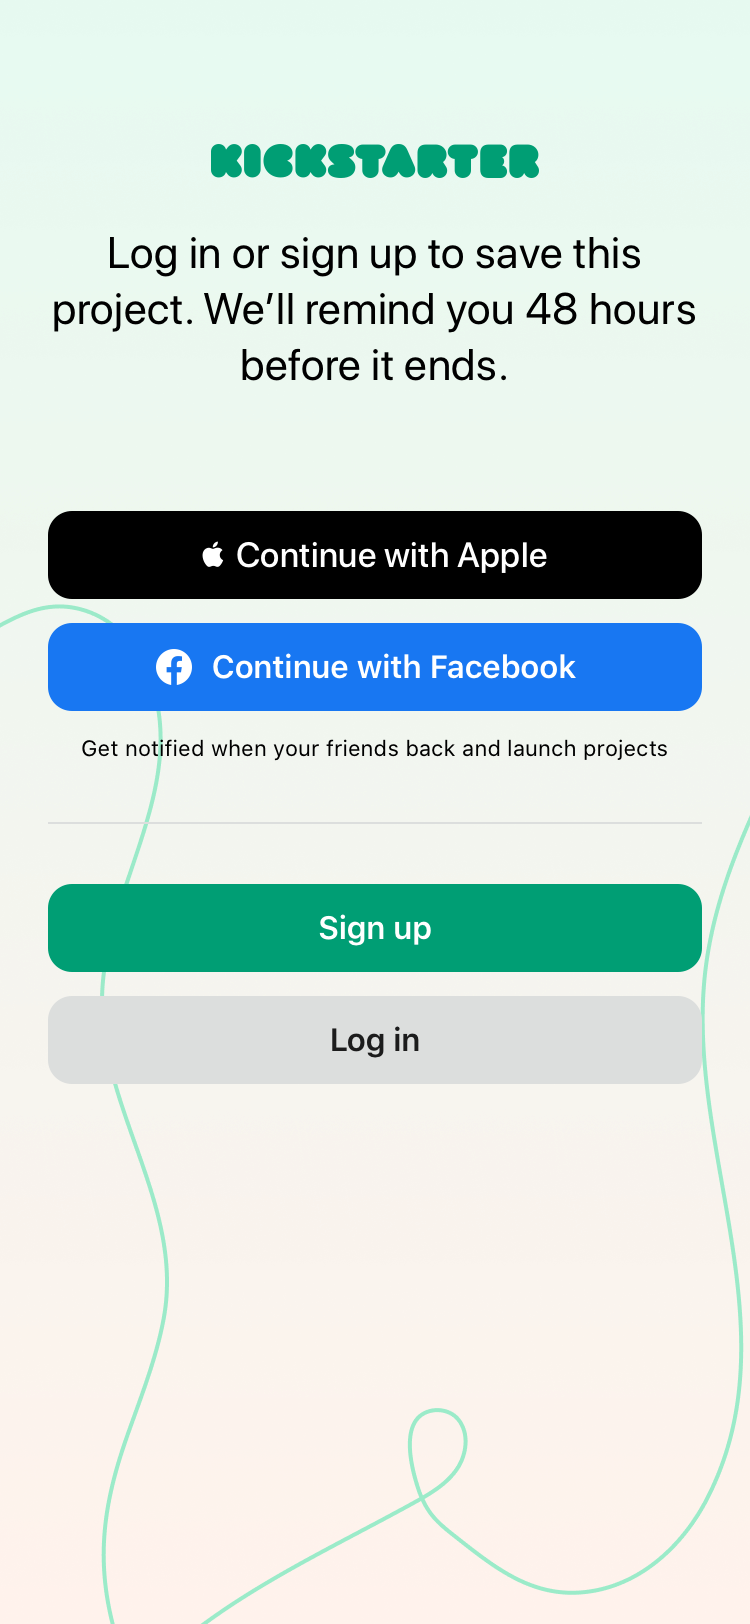 KICKSTARTER
Log in or sign up to save this
project. We’ll remind you 48 hours
before it ends.
Continue with Apple
Continue with Facebook
Get notified when your friends back and launch projects
Sign up
Log in